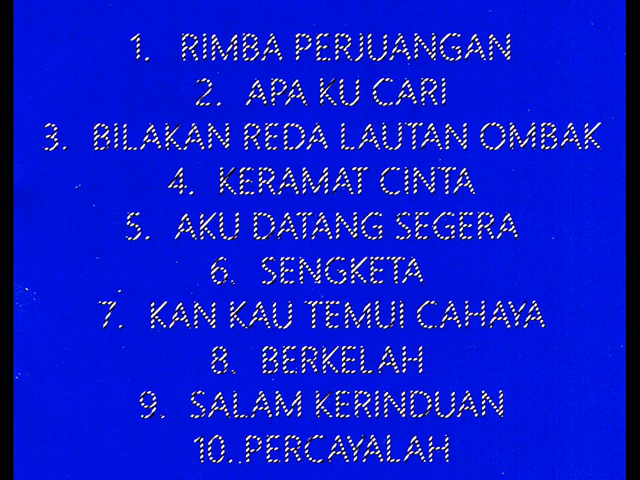 1. RIMBA PERJUANGAN
2. APA KU CARI
3. BILAKAN REDA LAUTAN OMBAK
4. KERAMAT CINTA
5. AKU DATANG SEGERA
6. SENGKETA
7. KAN KAU TEMUI CAHAYA
8. BERKELAH
9. SALAM KERINDUAN
10. PERCAYALAH